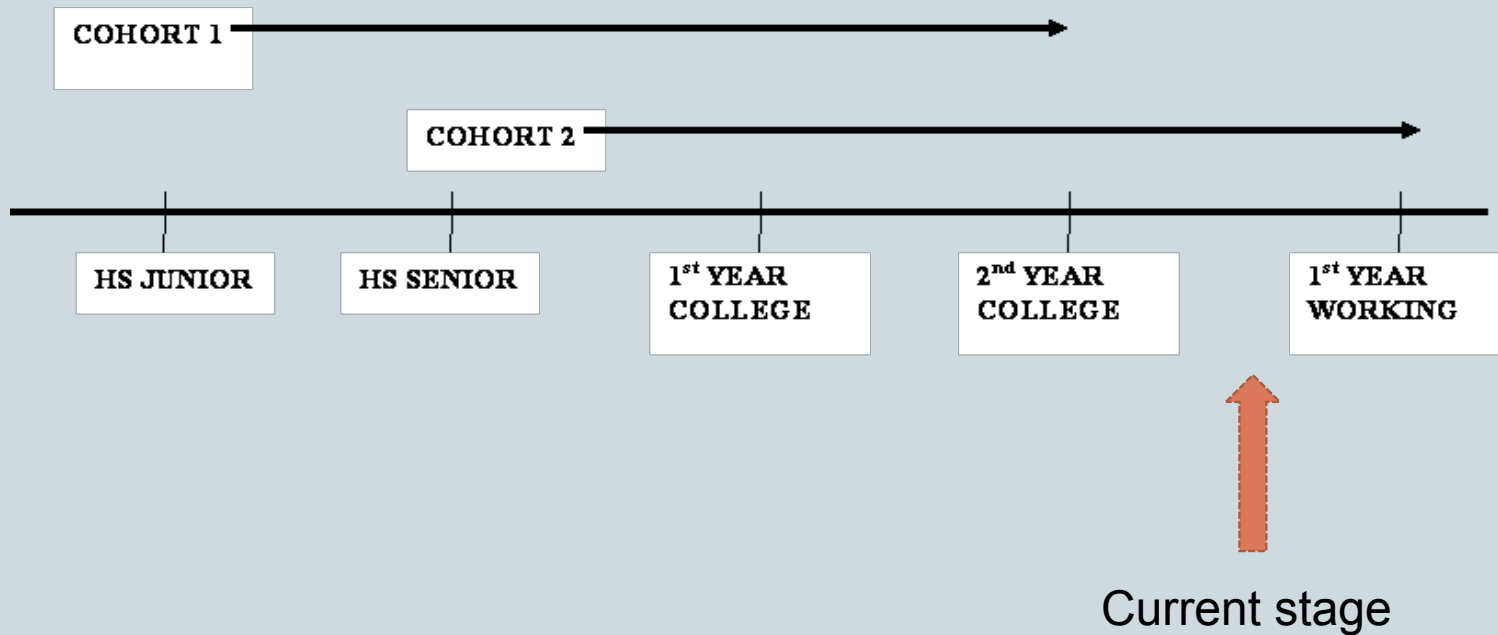 COHORT 1
COHORT 2
HS JUNIOR
HS SENIOR
1st YEAR
COLLEGE
2nd YEAR
COLLEGE
1st YEAR
WORKING
Current stage